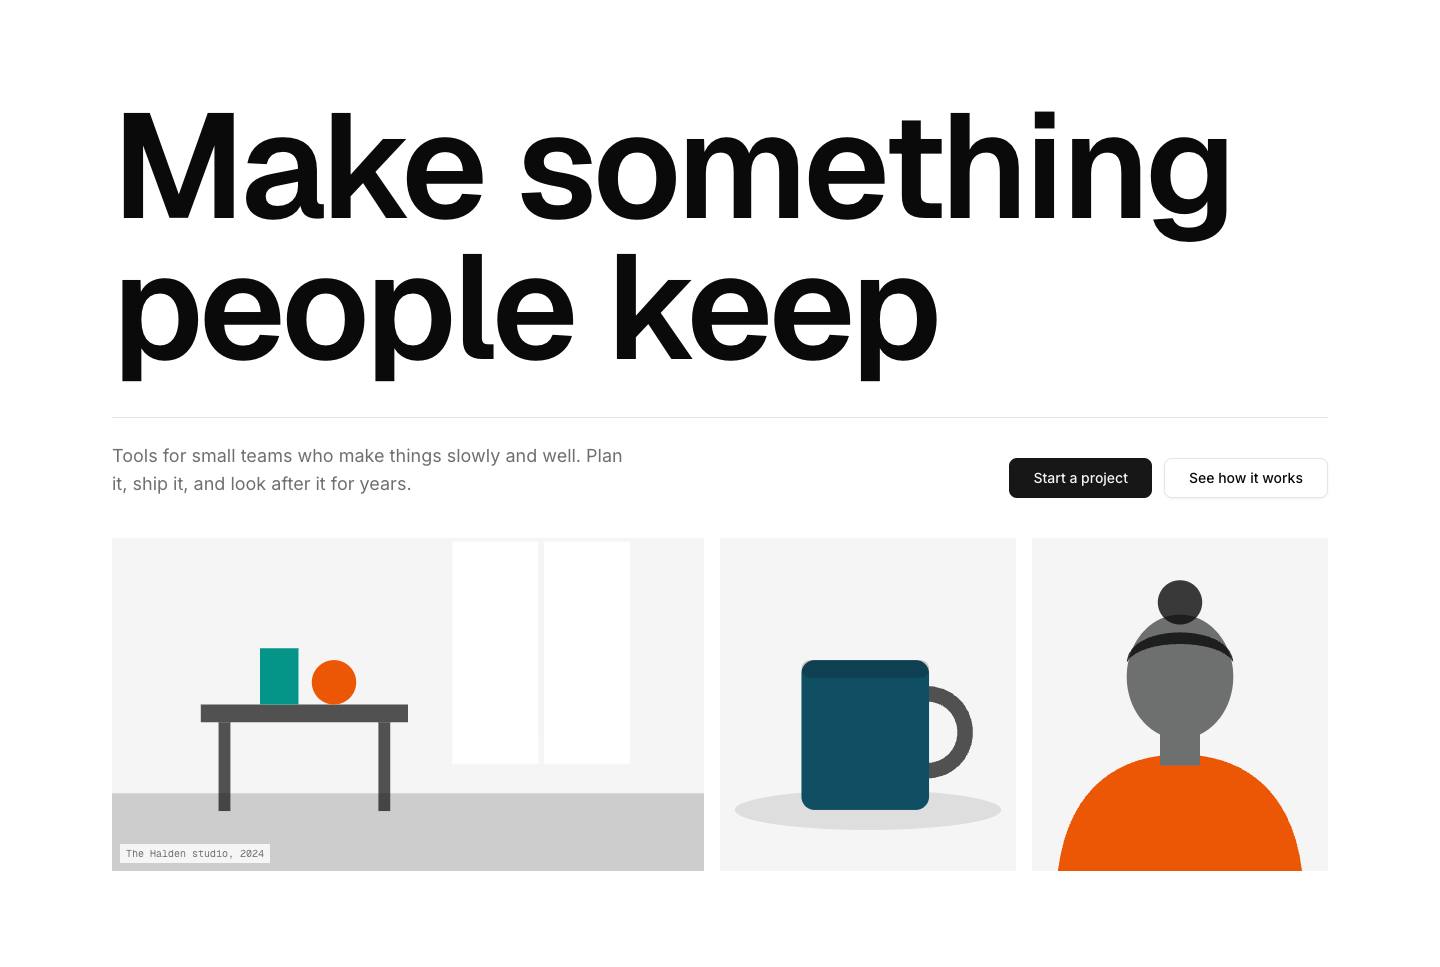 Make something
people keep
Tools for small teams who make things slowly and well. Plan
it, ship it, and look after it for years.
Start a project
See how it works
The Halden studio, 2024